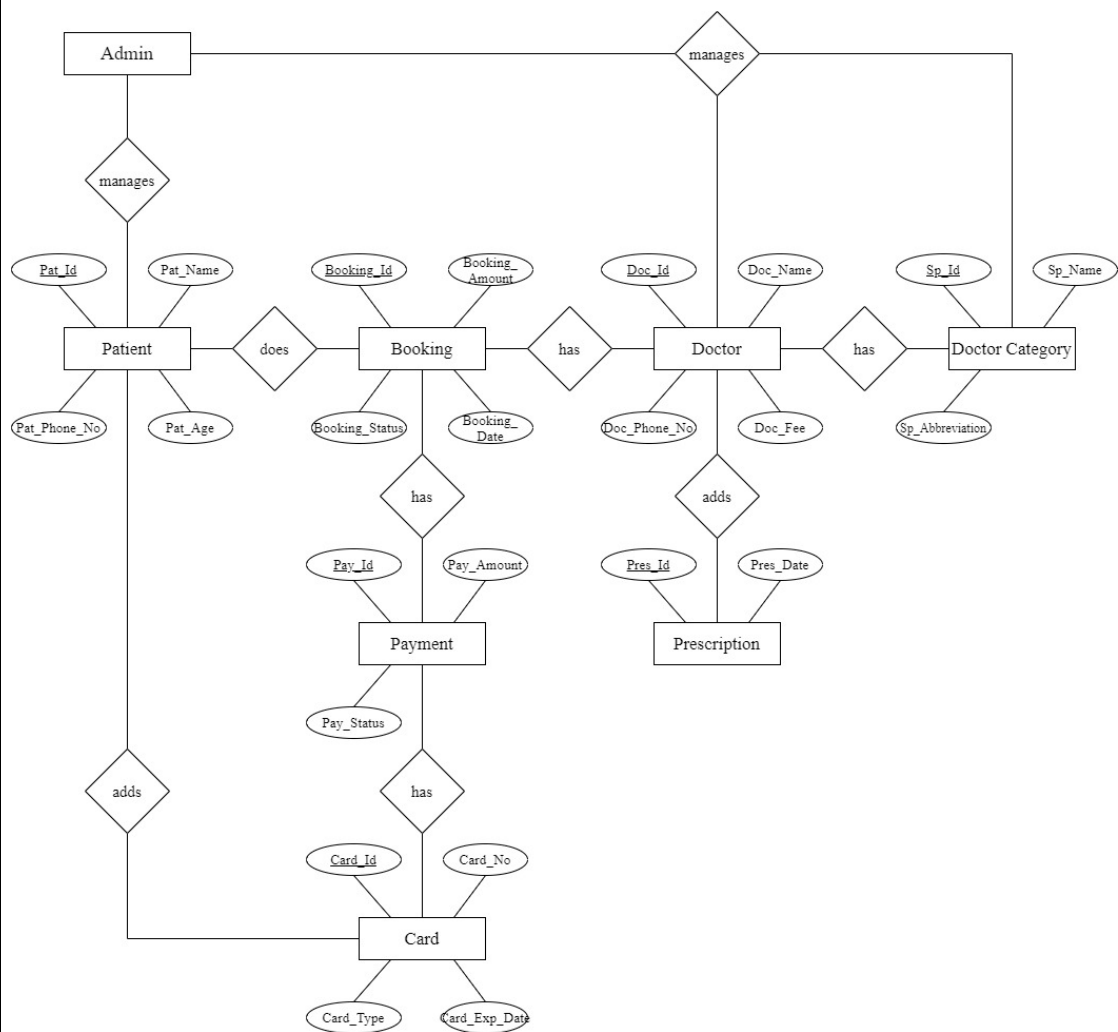 Admin
manages
manages
Pat_Id
Pat_Name
Booking_Id
Booking_
Amount
Doc_Id
Doc_Name
Sp_Id
Sp_Name
Patient
does
Booking
has
Doctor
has
Doctor Category
Pat_Phone_No
Pat_Age
Booking_Status
Booking_
Date
Doc_Phone_No
Doc_Fee
Sp_Abbreviation
has
adds
Pay_Id
Pay_Amount
Pres_Id
Pres_Date
Payment
Prescription
Pay_Status
adds
has
Card_Id
Card_No
Card
Card_Type
Card_Exp_Date